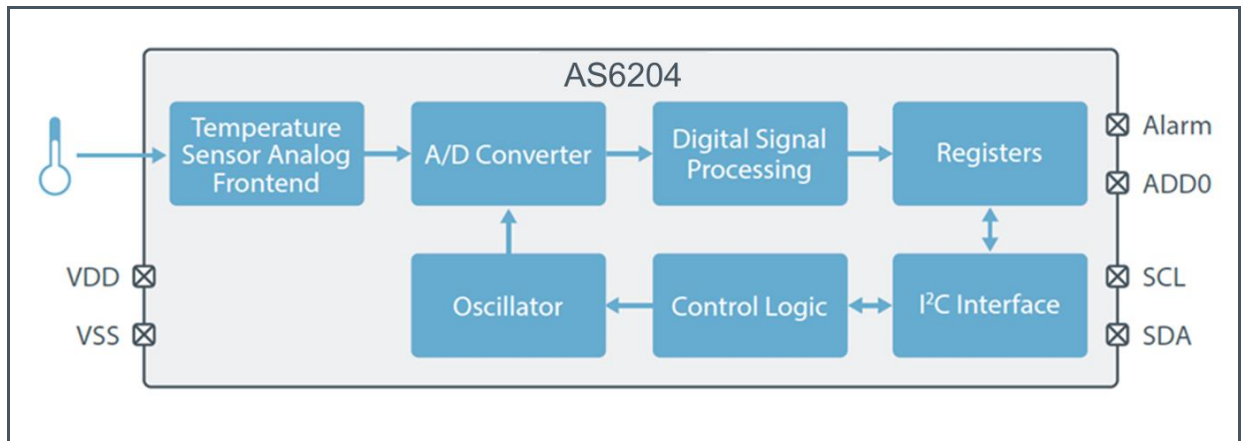 AS6204
Temperature
Sensor Analog
Frontend
A/D Converter
Digital Signal
Processing
Registers
Alarm
ADD0
VDD
VSS
Oscillator
Control Logic
I²C Interface
SCL
SDA